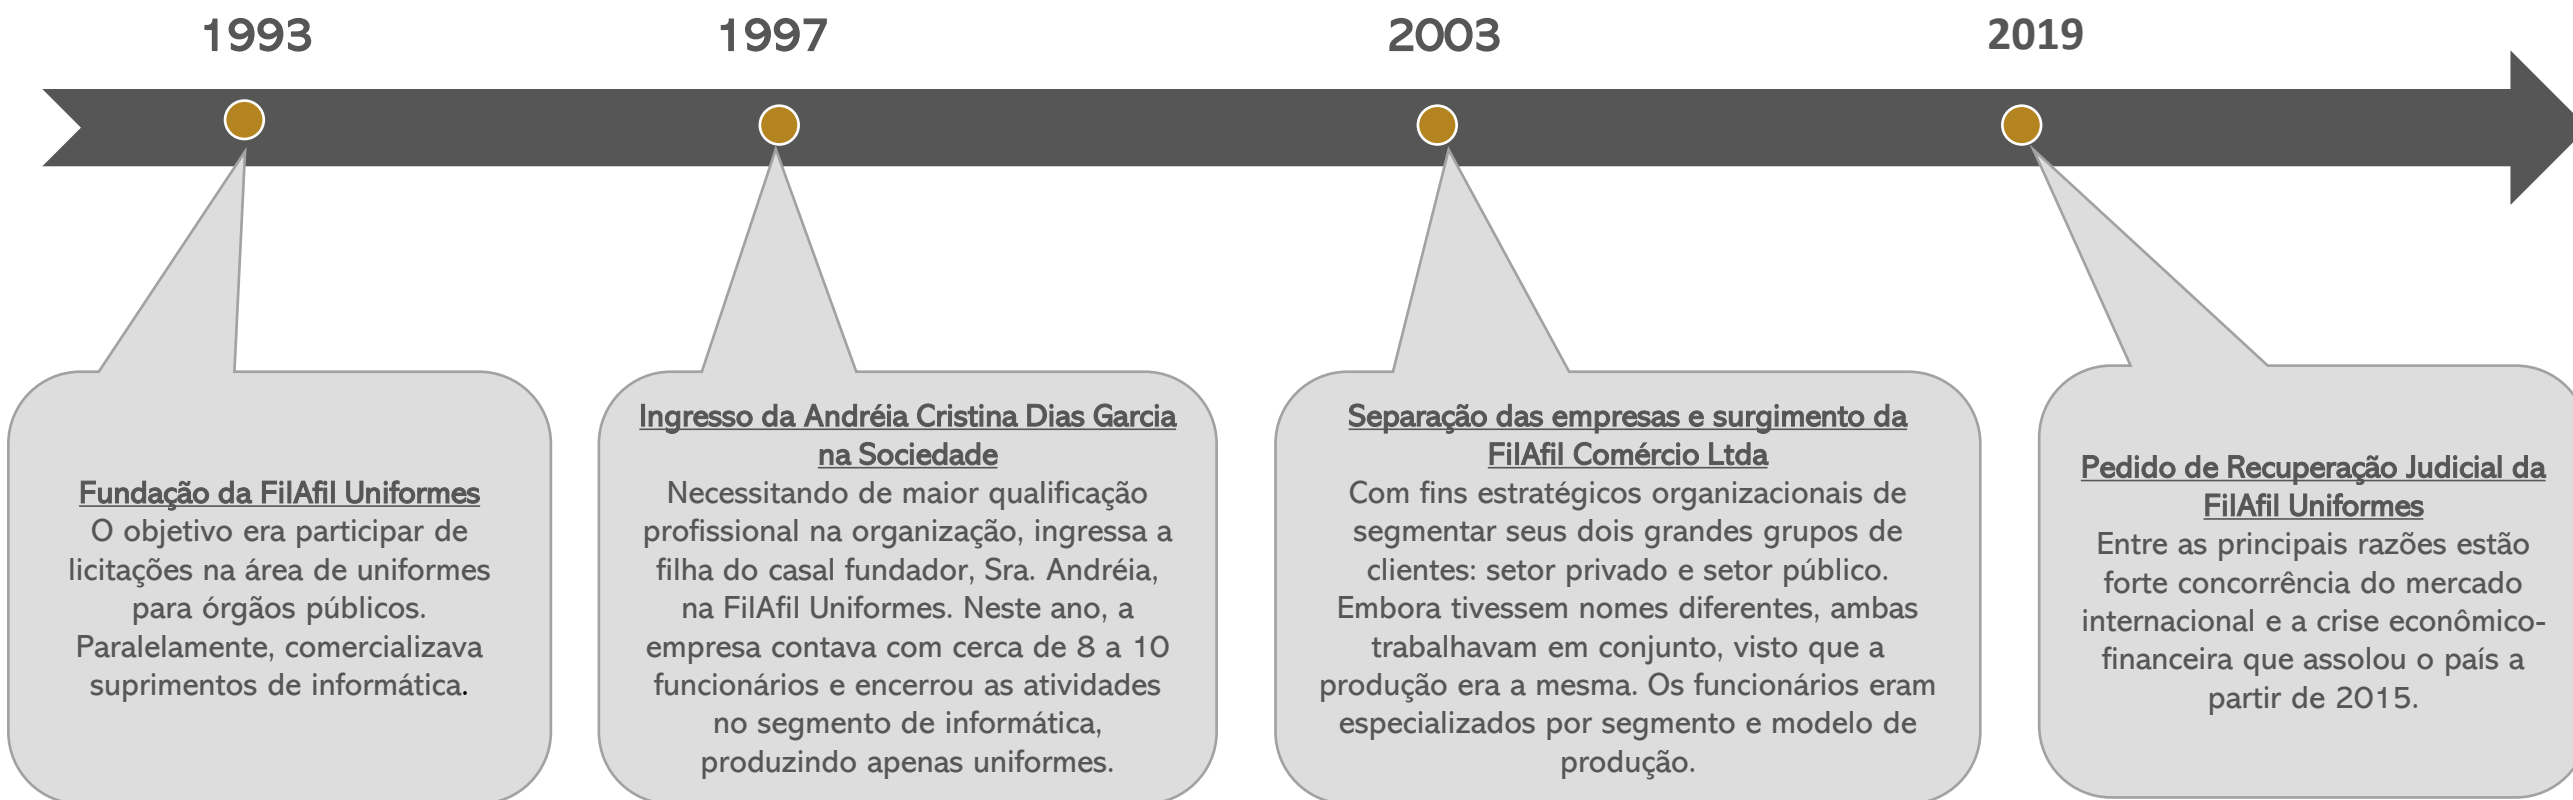 1993
1997
2003
2019
Fundação da FilAfil Uniformes
O objetivo era participar de
licitações na área de uniformes
para órgãos públicos.
Paralelamente, comercializava
suprimentos de informática.
Ingresso da Andréia Cristina Dias Garcia
na Sociedade
Necessitando de maior qualificação
profissional na organização, ingressa a
filha do casal fundador, Sra. Andréia,
na FilAfil Uniformes. Neste ano, a
empresa contava com cerca de 8 a 10
funcionários e encerrou as atividades
no segmento de informática,
produzindo apenas uniformes.
Separação das empresas e surgimento da
FilAfil Comércio Ltda
Com fins estratégicos organizacionais de
segmentar seus dois grandes grupos de
clientes: setor privado e setor público.
Embora tivessem nomes diferentes, ambas
trabalhavam em conjunto, visto que a
produção era a mesma. Os funcionários eram
especializados por segmento e modelo de
produção.
Pedido de Recuperação Judicial da
FilAfil Uniformes
Entre as principais razões estão
forte concorrência do mercado
internacional e a crise econômico-
financeira que assolou o país a
partir de 2015.